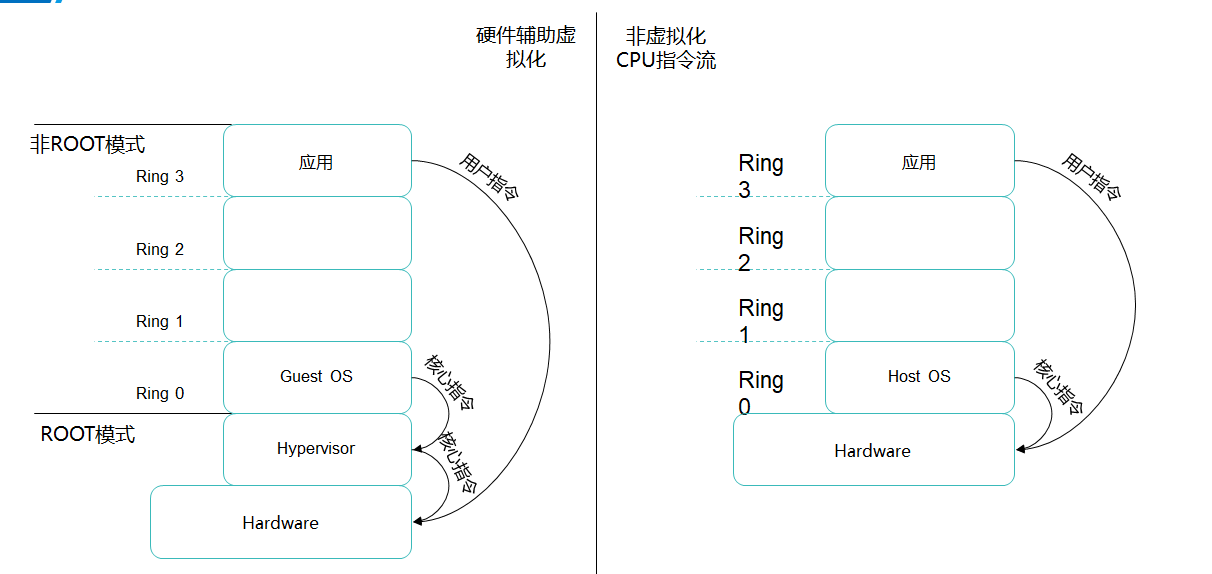 硬件辅助虚
拟化
非ROOT模式
应用
用户指令
Ring 3
Ring 2
Ring 1
Guest OS
核心指令
Ring 0
ROOT模式
Hypervisor
核心指令
Hardware
非虚拟化
CPU指令流
Ring
3
应用
用户指令
Ring
2
Ring
1
Host OS
核心指令
Ring
0
Hardware